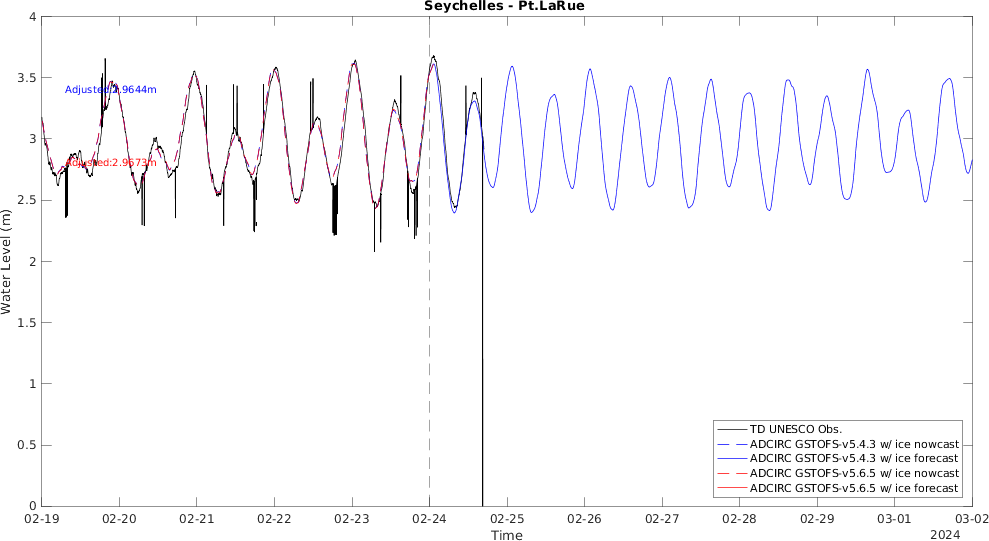 Seychelles - Pt.LaRue
4
3.5
3
2.5
2
1.5
1
0.5
0
Water Level (m)
Adjusted:2.9644m
Adjusted:2.9673m
TD UNESCO Obs.
ADCIRC GSTOFS-v5.4.3 w/ ice nowcast
ADCIRC GSTOFS-v5.4.3 w/ ice forecast
ADCIRC GSTOFS-v5.6.5 w/ ice nowcast
ADCIRC GSTOFS-v5.6.5 w/ ice forecast
02-19 02-20 02-21 02-22 02-23 02-24 02-25 02-26 02-27 02-28 02-29 03-01 03-02
Time
2024